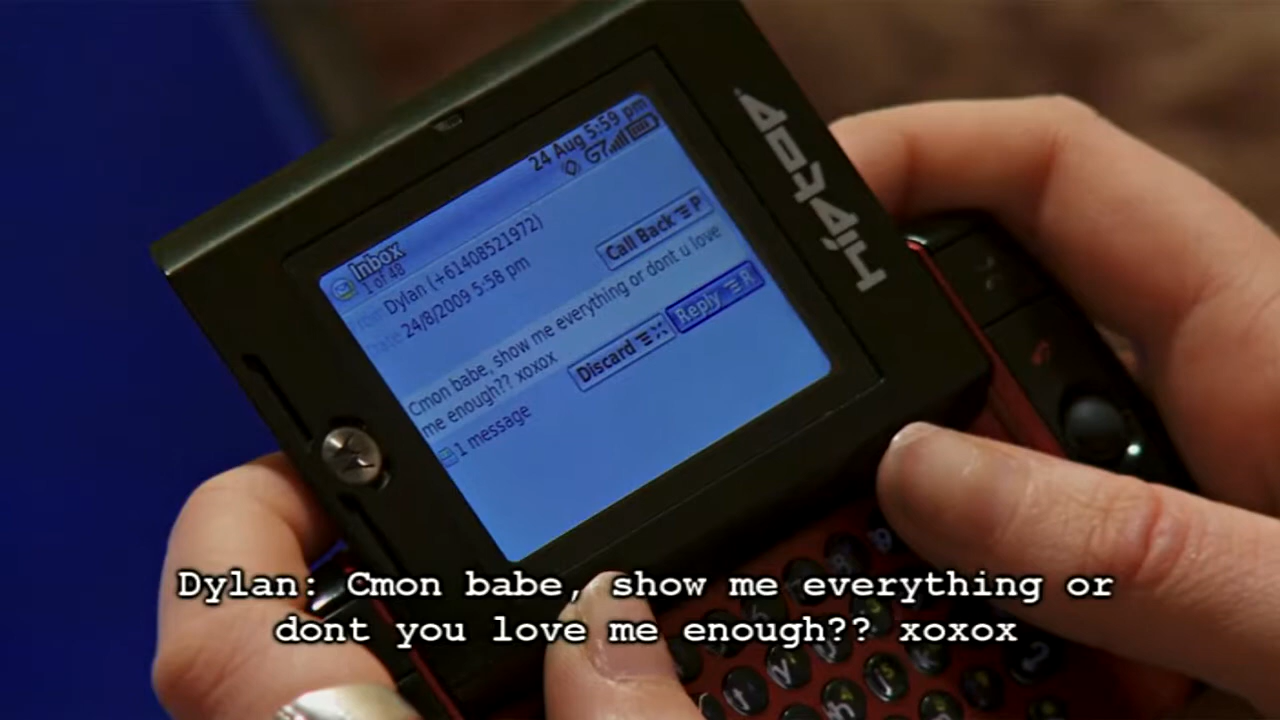 24 Aug 5:59 pm
G7
Inbox
1 of 48
From Dylan (+61408521972)
Date 24/8/2009 5:58 pm
Call Back P
Cmon babe, show me everything or dont u love
me enough?? xoxox
Reply R
Discard X
1 message
Dylan: Cmon babe, show me everything or
dont you love me enough?? xoxox